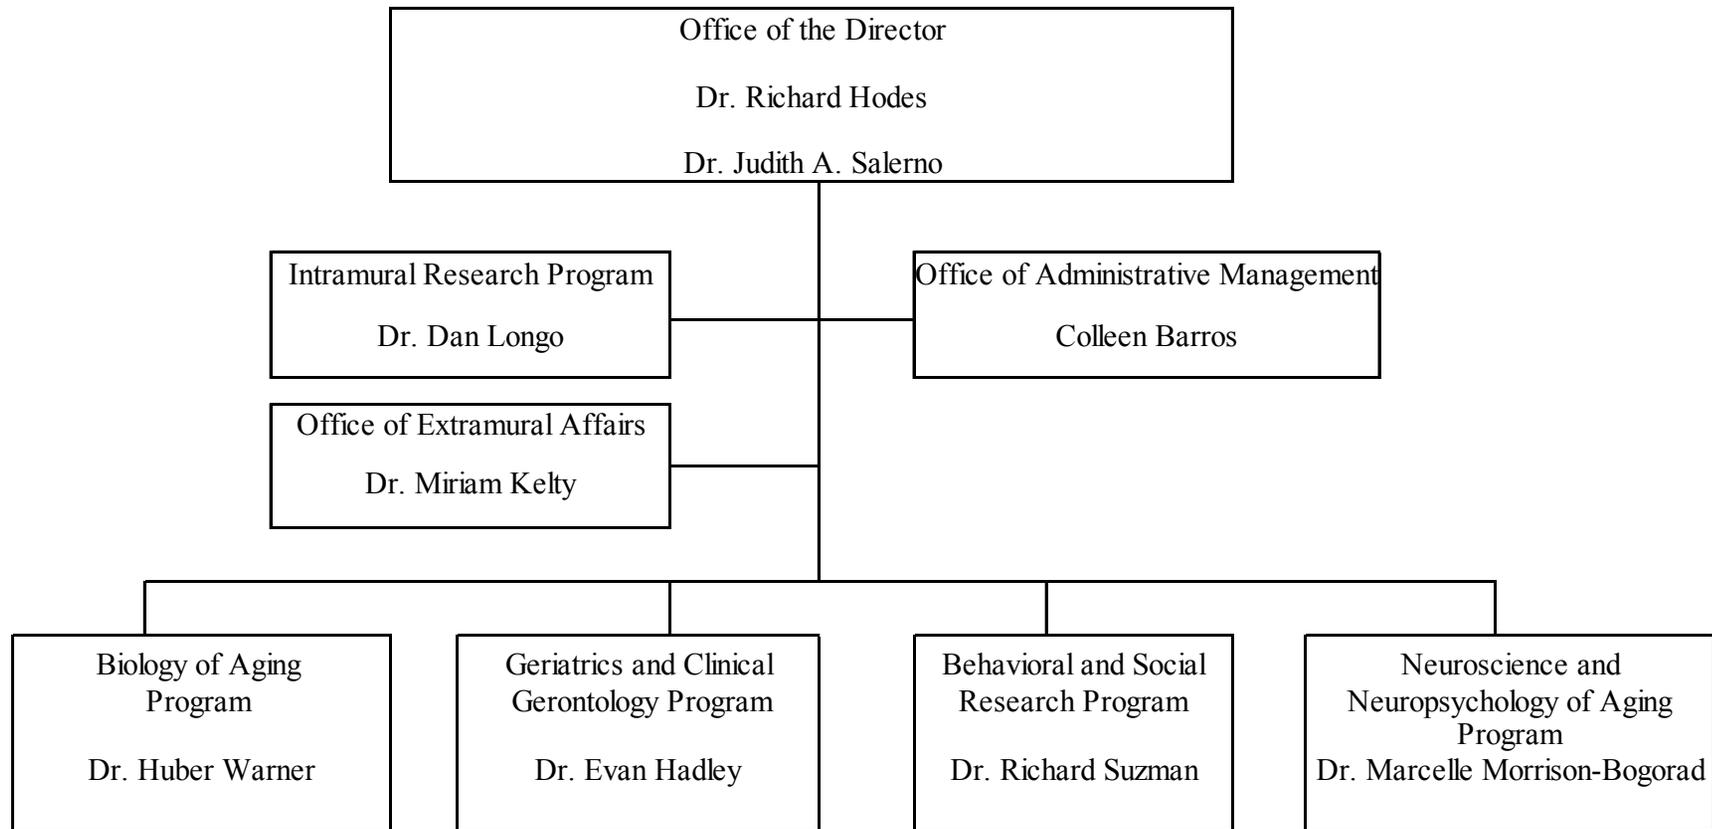 Office of the Director
Dr. Richard Hodes
Dr. Judith A. Salerno
Intramural Research Program
Dr. Dan Longo
Office of Administrative Management
Colleen Barros
Office of Extramural Affairs
Dr. Miriam Kelty
Biology of Aging
Program
Dr. Huber Warner
Geriatrics and Clinical
Gerontology Program
Dr. Evan Hadley
Behavioral and Social
Research Program
Dr. Richard Suzman
Neuroscience and
Neuropsychology of Aging
Program
Dr. Marcelle Morrison-Bogorad